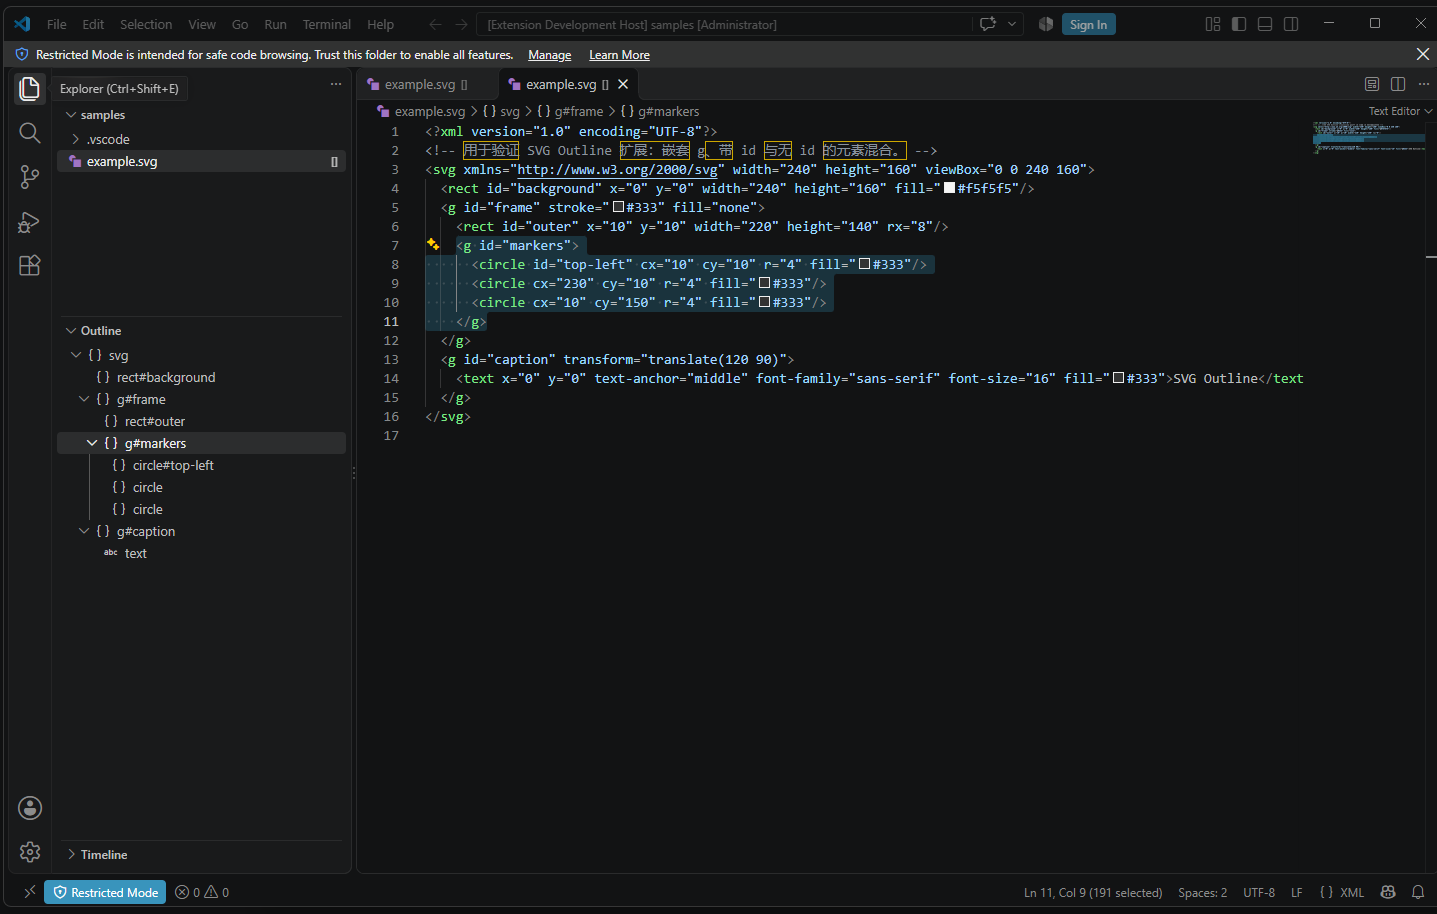 File Edit Selection View Go Run Terminal Help
[Extension Development Host] samples [Administrator]
Sign In
Restricted Mode is intended for safe code browsing. Trust this folder to enable all features. Manage Learn More
Explorer (Ctrl+Shift+E)
samples
.vscode
example.svg
Outline
{} svg
{} rect#background
{} g#frame
{} rect#outer
{} g#markers
{} circle#top-left
{} circle
{} circle
{} g#caption
abc text
Timeline
example.svg [] example.svg []
example.svg > {} svg > {} g#frame > {} g#markers
Text Editor
1 <?xml version="1.0" encoding="UTF-8"?>
2 <!-- 用于验证 SVG Outline 扩展：嵌套 g、带 id 与无 id 的元素混合。 -->
3 <svg xmlns="http://www.w3.org/2000/svg" width="240" height="160" viewBox="0 0 240 160">
4 <rect id="background" x="0" y="0" width="240" height="160" fill="#f5f5f5"/>
5 <g id="frame" stroke="#333" fill="none">
6 <rect id="outer" x="10" y="10" width="220" height="140" rx="8"/>
7 <g id="markers">
8 <circle id="top-left" cx="10" cy="10" r="4" fill="#333"/>
9 <circle cx="230" cy="10" r="4" fill="#333"/>
10 <circle cx="10" cy="150" r="4" fill="#333"/>
11 </g>
12 </g>
13 <g id="caption" transform="translate(120 90)">
14 <text x="0" y="0" text-anchor="middle" font-family="sans-serif" font-size="16" fill="#333">SVG Outline</text
15 </g>
16 </svg>
17
Restricted Mode 0 0
Ln 11, Col 9 (191 selected) Spaces: 2 UTF-8 LF {} XML